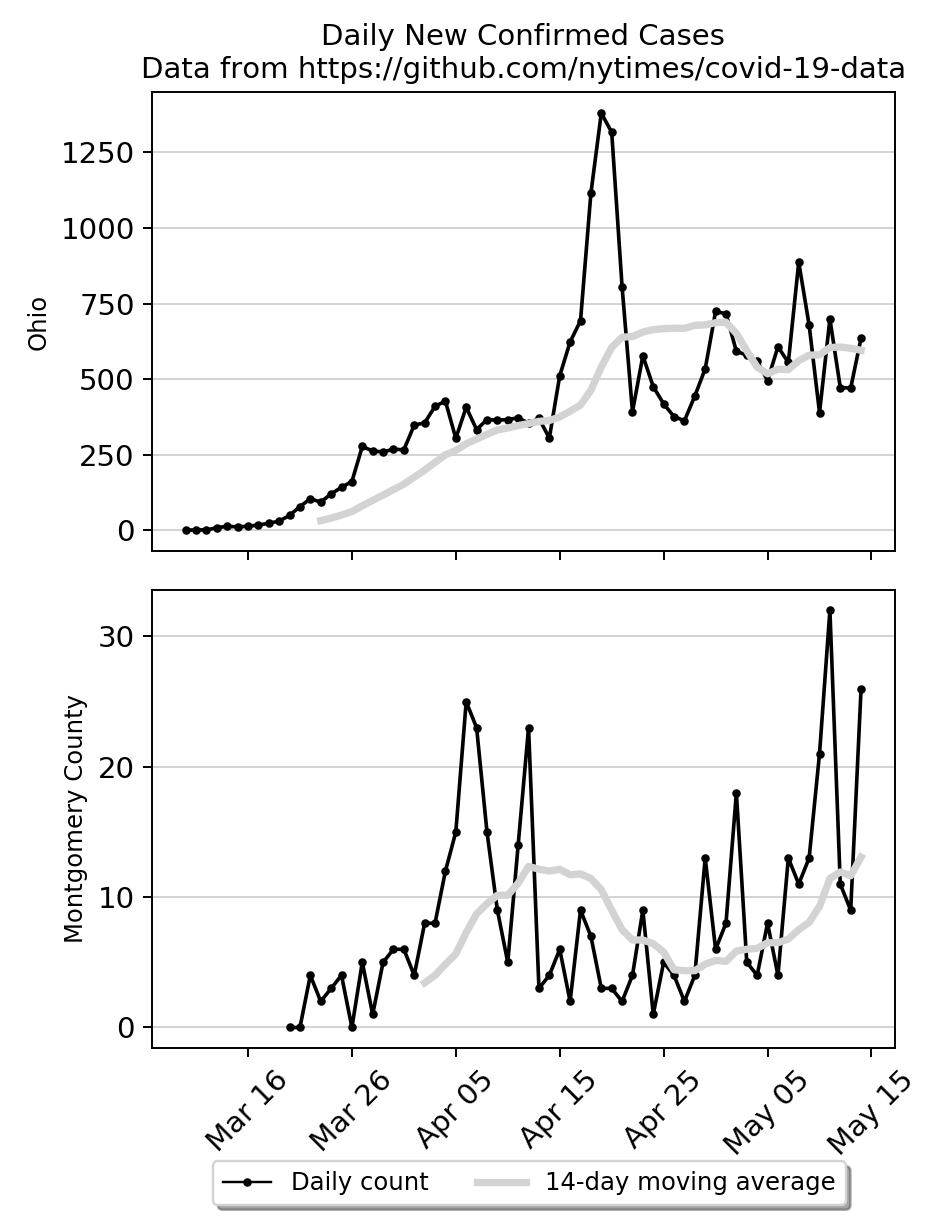 Daily New Confirmed Cases
Data from https://github.com/nytimes/covid-19-data
1250
1000
750
500
250
0
Ohio
30
20
10
0
Montgomery County
Mar 16
Mar 26
Apr 05
Apr 15
Apr 25
May 05
May 15
Daily count
14-day moving average